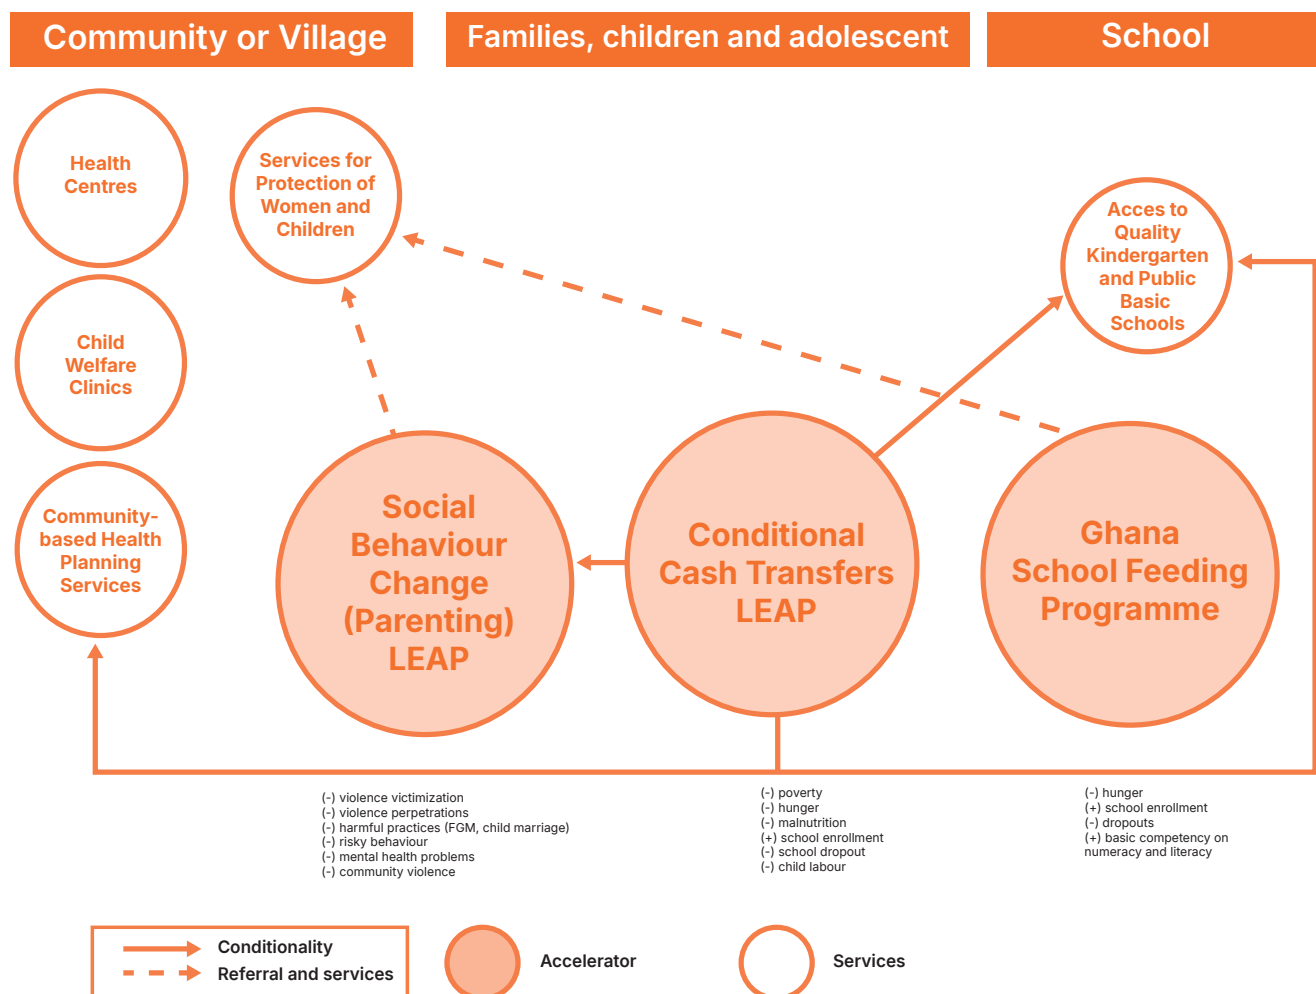 Community or Village
Families, children and adolescent
School
Health
Centres
Services for
Protection of
Women and
Children
Acces to
Quality
Kindergarten
and Public
Basic
Schools
Child
Welfare
Clinics
Community-
based Health
Planning
Services
Social
Behaviour
Change
(Parenting)
LEAP
Conditional
Cash Transfers
LEAP
Ghana
School Feeding
Programme
(-) violence victimization
(-) violence perpetrations
(-) harmful practices (FGM, child marriage)
(-) risky behaviour
(-) mental health problems
(-) community violence
(-) poverty
(-) hunger
(-) malnutrition
(+) school enrollment
(-) school dropout
(-) child labour
(-) hunger
(+) school enrollment
(-) dropouts
(+) basic competency on
numeracy and literacy
Conditionality
Referral and services
Accelerator
Services